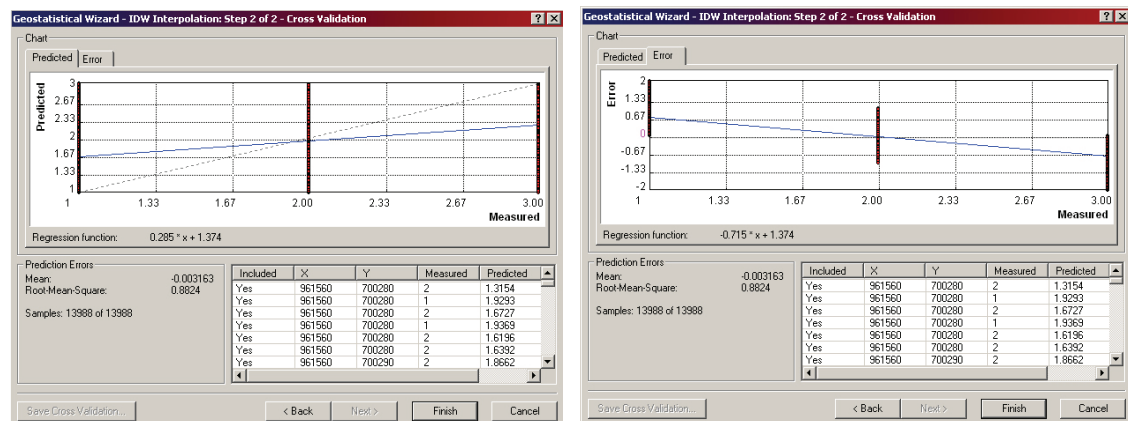 Geostatistical Wizard - IDW Interpolation: Step 2 of 2 - Cross Validation
Chart
Predicted Error
Predicted
3
2.67
2.33
2
1.67
1.33
1
1 1.33 1.67 2.00 2.33 2.67 3.00
Measured
Regression function: 0.285 * x + 1.374
Prediction Errors
Mean: -0.003163
Root-Mean-Square: 0.8824
Samples: 13988 of 13988
Included X Y Measured Predicted
Yes 961560 700280 2 1.3154
Yes 961560 700280 1 1.9293
Yes 961560 700280 2 1.6727
Yes 961560 700280 1 1.9369
Yes 961560 700280 2 1.6196
Yes 961560 700280 2 1.6392
Yes 961560 700290 2 1.8662
Save Cross Validation... < Back Next > Finish Cancel
Geostatistical Wizard - IDW Interpolation: Step 2 of 2 - Cross Validation
Chart
Predicted Error
Error
2
1.33
0.67
0
-0.67
-1.33
-2
1 1.33 1.67 2.00 2.33 2.67 3.00
Measured
Regression function: -0.715 * x + 1.374
Prediction Errors
Mean: -0.003163
Root-Mean-Square: 0.8824
Samples: 13988 of 13988
Included X Y Measured Predicted
Yes 961560 700280 2 1.3154
Yes 961560 700280 1 1.9293
Yes 961560 700280 2 1.6727
Yes 961560 700280 1 1.9369
Yes 961560 700280 2 1.6196
Yes 961560 700280 2 1.6392
Yes 961560 700290 2 1.8662
Save Cross Validation... < Back Next > Finish Cancel